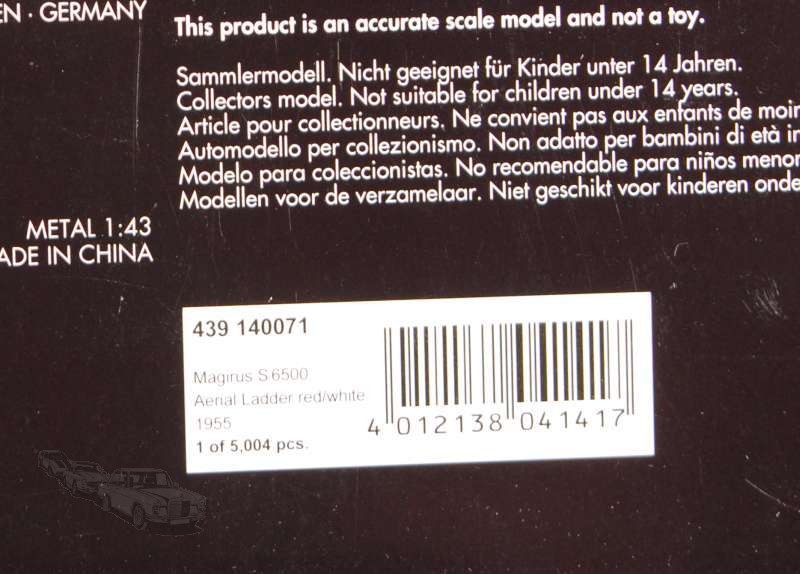 EN · GERMANY
This product is an accurate scale model and not a toy.
Sammlermodell. Nicht geeignet für Kinder unter 14 Jahren.
Collectors model. Not suitable for children under 14 years.
Article pour collectionneurs. Ne convient pas aux enfants de moin
Automodello per collezionismo. Non adatto per bambini di età in
Modelo para coleccionistas. No recomendable para niños menor
Modellen voor de verzamelaar. Niet geschikt voor kinderen onde
METAL 1:43
ADE IN CHINA
439 140071
Magirus S 6500
Aerial Ladder red/white
1955
1 of 5,004 pcs.
4 012138 041417